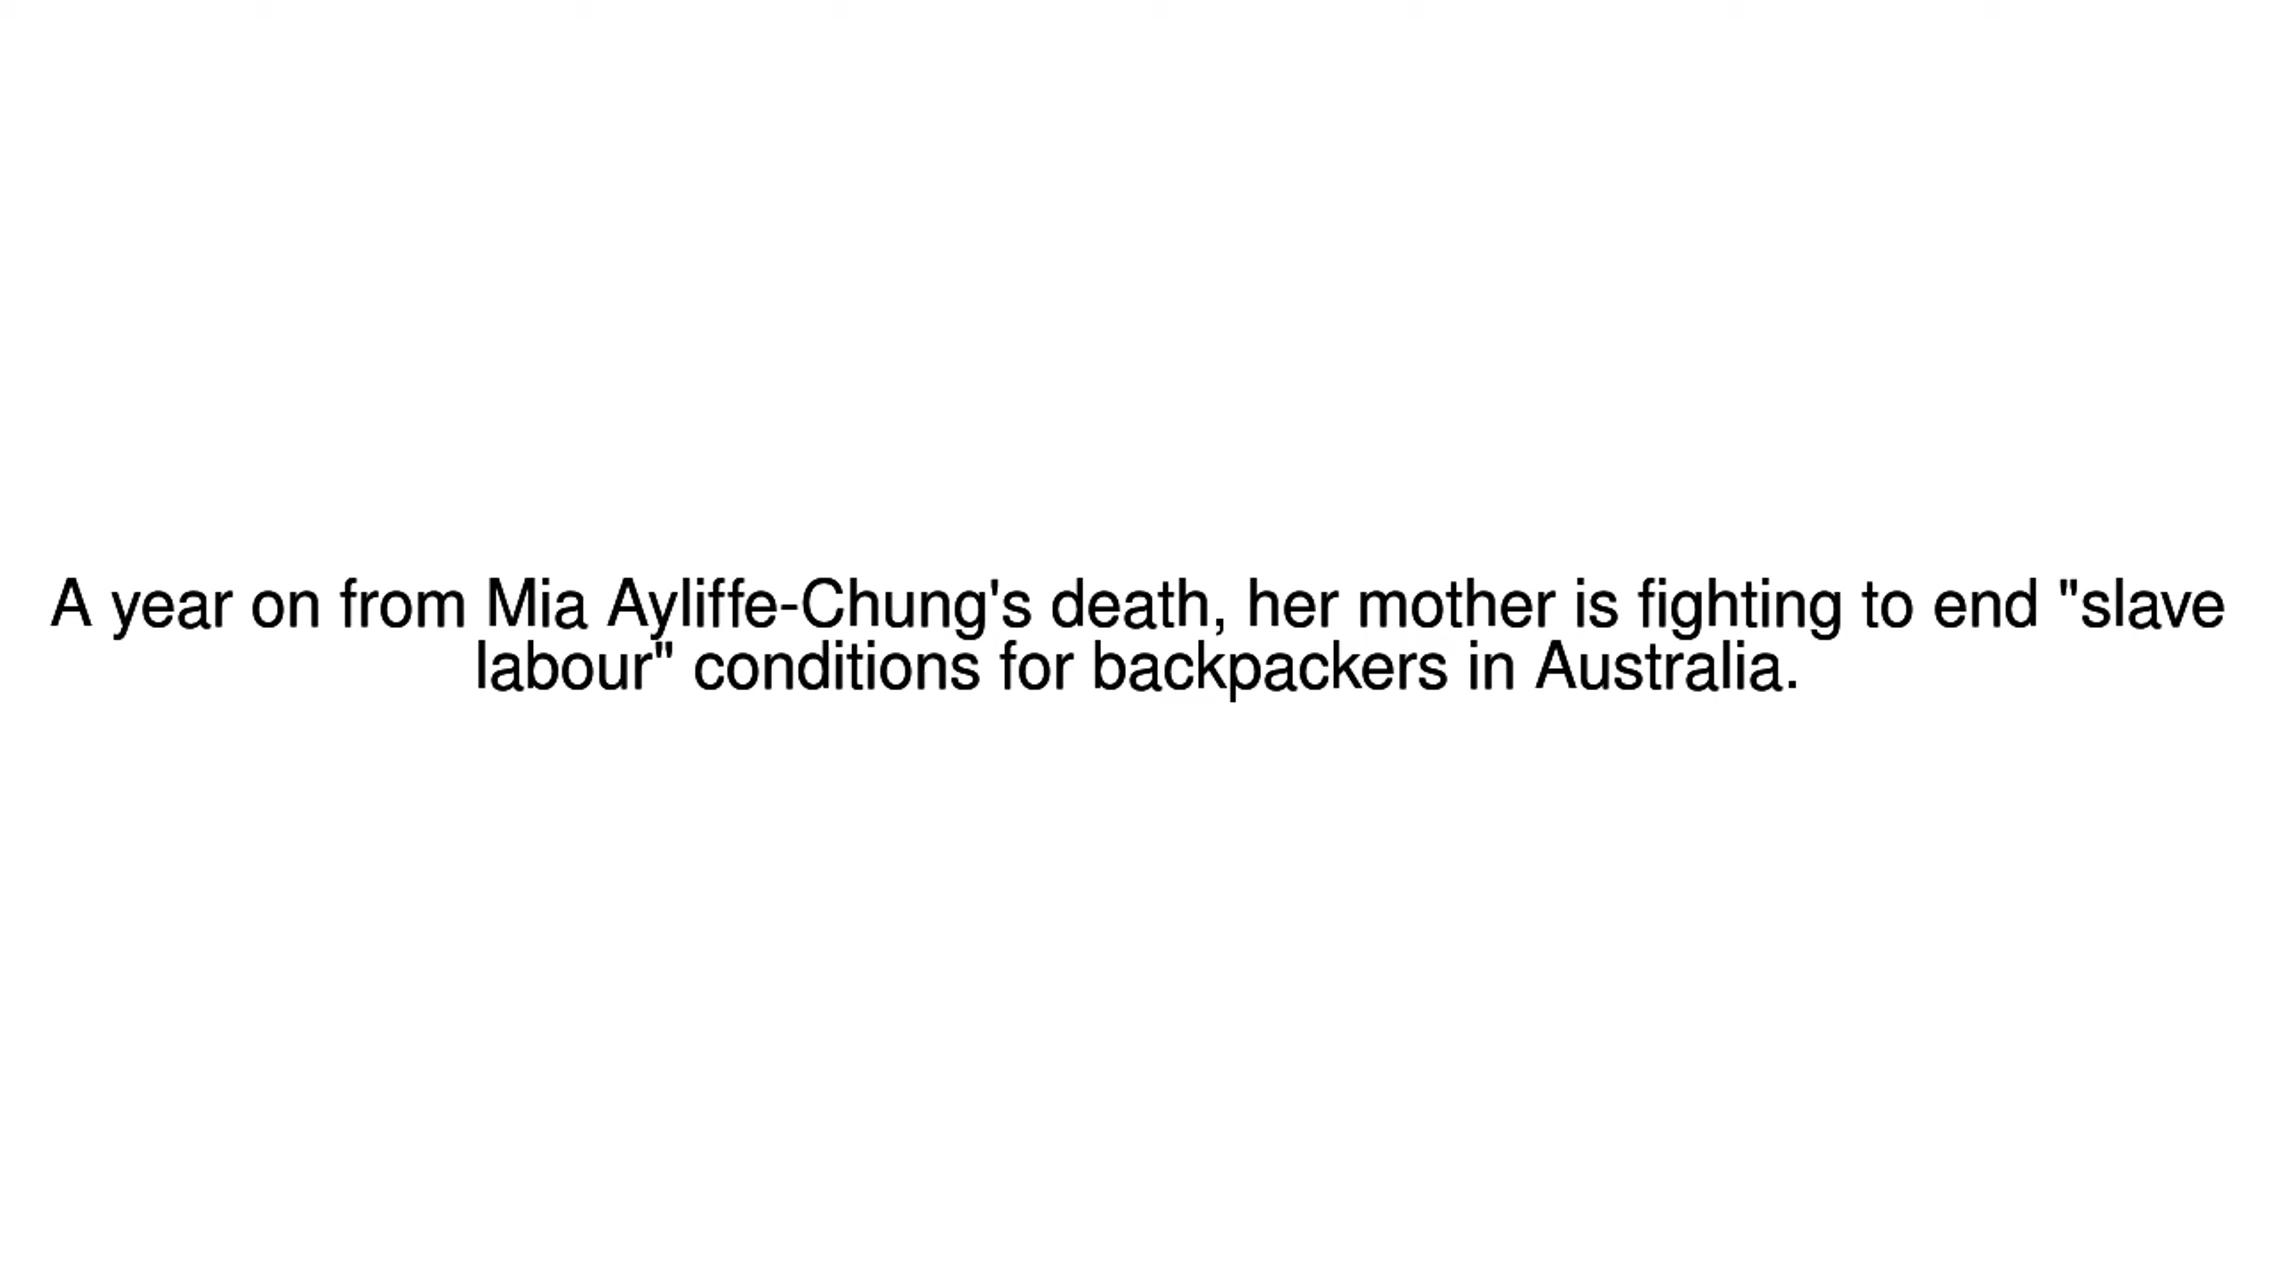 A year on from Mia Ayliffe-Chung's death, her mother is fighting to end "slave
labour" conditions for backpackers in Australia.